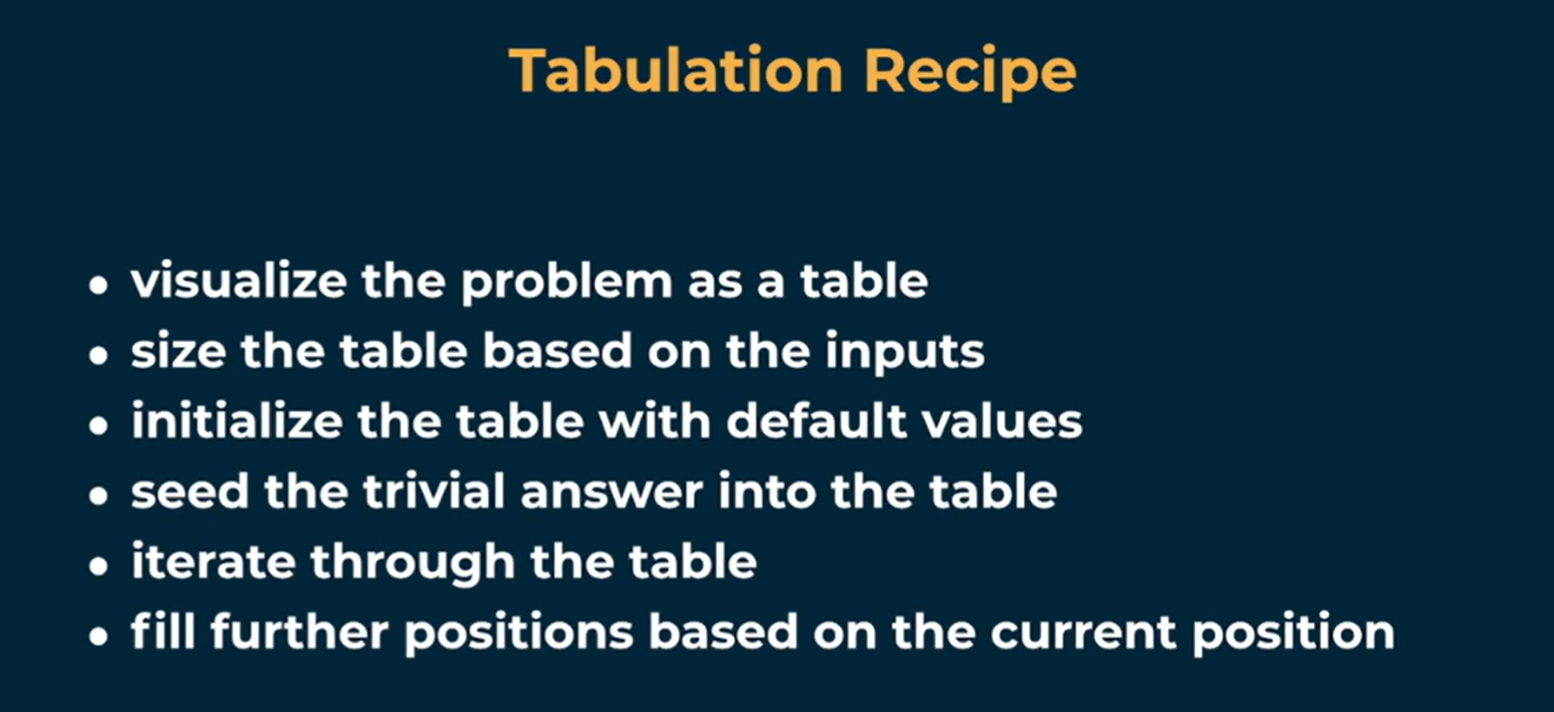 Tabulation Recipe
• visualize the problem as a table
• size the table based on the inputs
• initialize the table with default values
• seed the trivial answer into the table
• iterate through the table
• fill further positions based on the current position